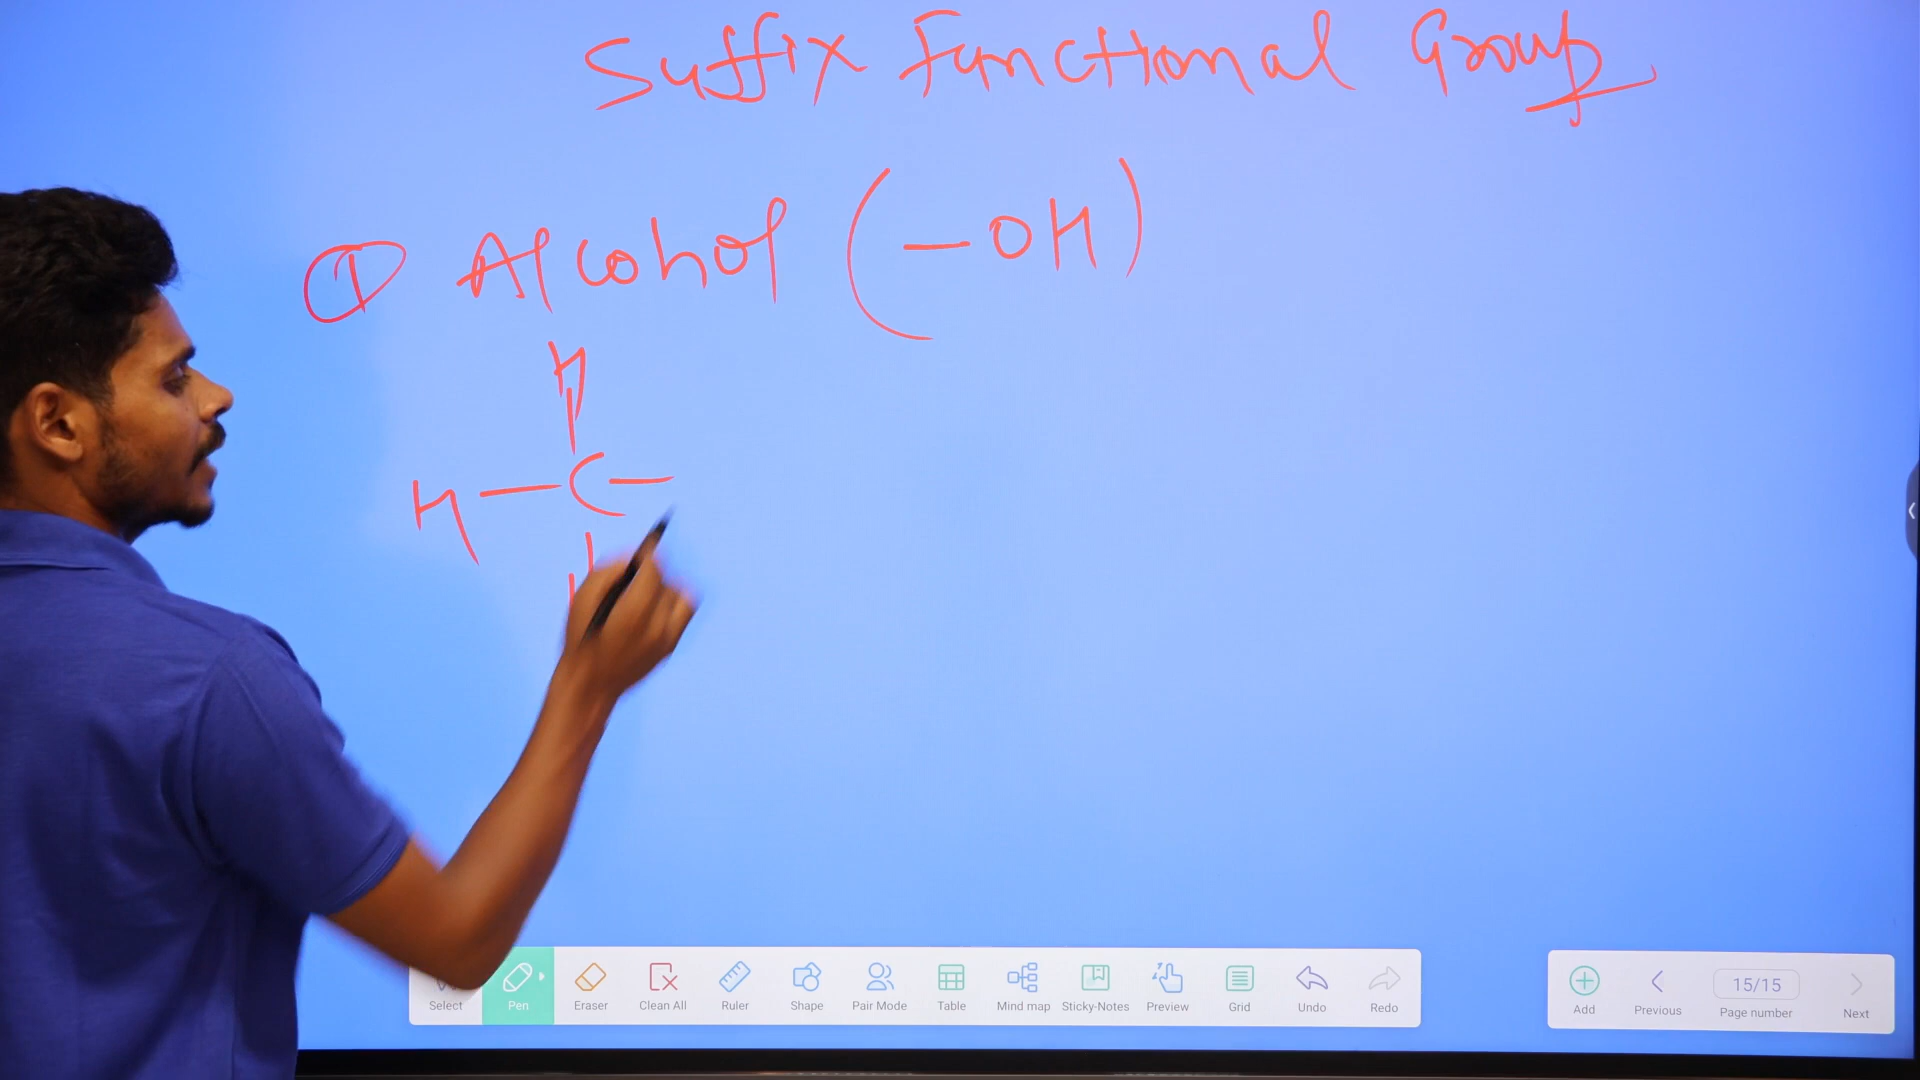 Suffix Functional Group
① Alcohol (-OH)
H
H — C —
Select Pen Eraser Clean All Ruler Shape Pair Mode Table Mind map Sticky-Notes Preview Grid Undo Redo
Add Previous 15/15 Page number Next